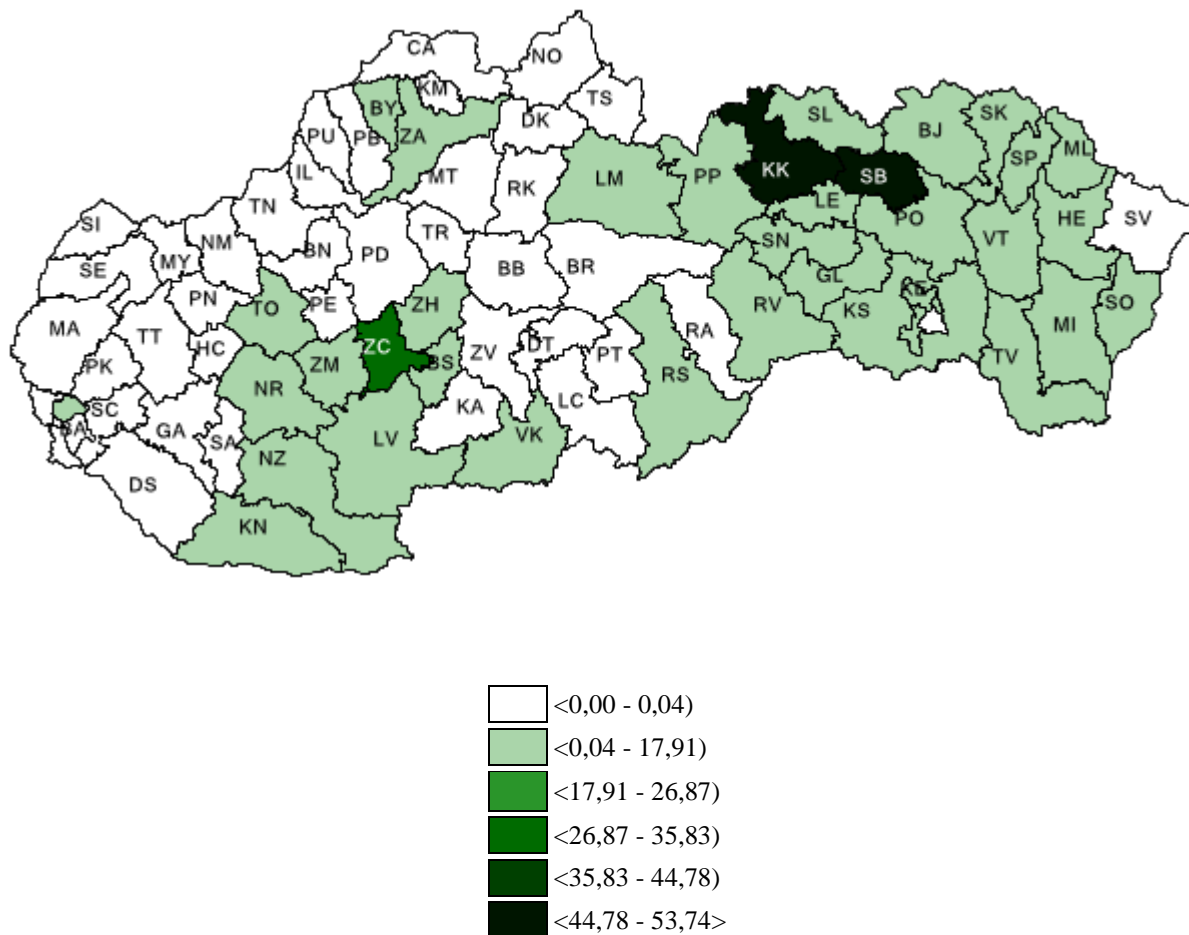 CA
NO
KM
TS
BY
DK
SL
SK
PU
PB
ZA
BJ
SP
ML
IL
MT
RK
LM
PP
KK
SB
LE
TN
PO
HE
SV
SI
NM
BN
TR
SN
VT
SE
MY
PD
BB
BR
GL
PN
TO
PE
ZH
RV
KS
KE
SO
MA
TT
HC
ZC
ZV
DT
PT
RA
MI
PK
ZM
BS
RS
TV
NR
KA
LC
SC
BA
GA
SA
LV
VK
NZ
DS
KN
<0,00 - 0,04)
<0,04 - 17,91)
<17,91 - 26,87)
<26,87 - 35,83)
<35,83 - 44,78)
<44,78 - 53,74>